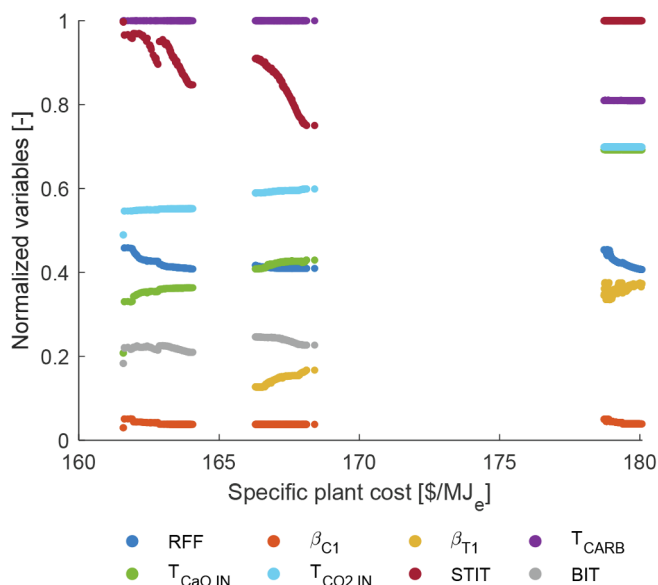 1
0.8
0.6
0.4
0.2
0
Normalized variables [-]
160 165 170 175 180
Specific plant cost [$/MJe]
RFF βC1 βT1 TCARB
TCaO,IN TCO2,IN STIT BIT